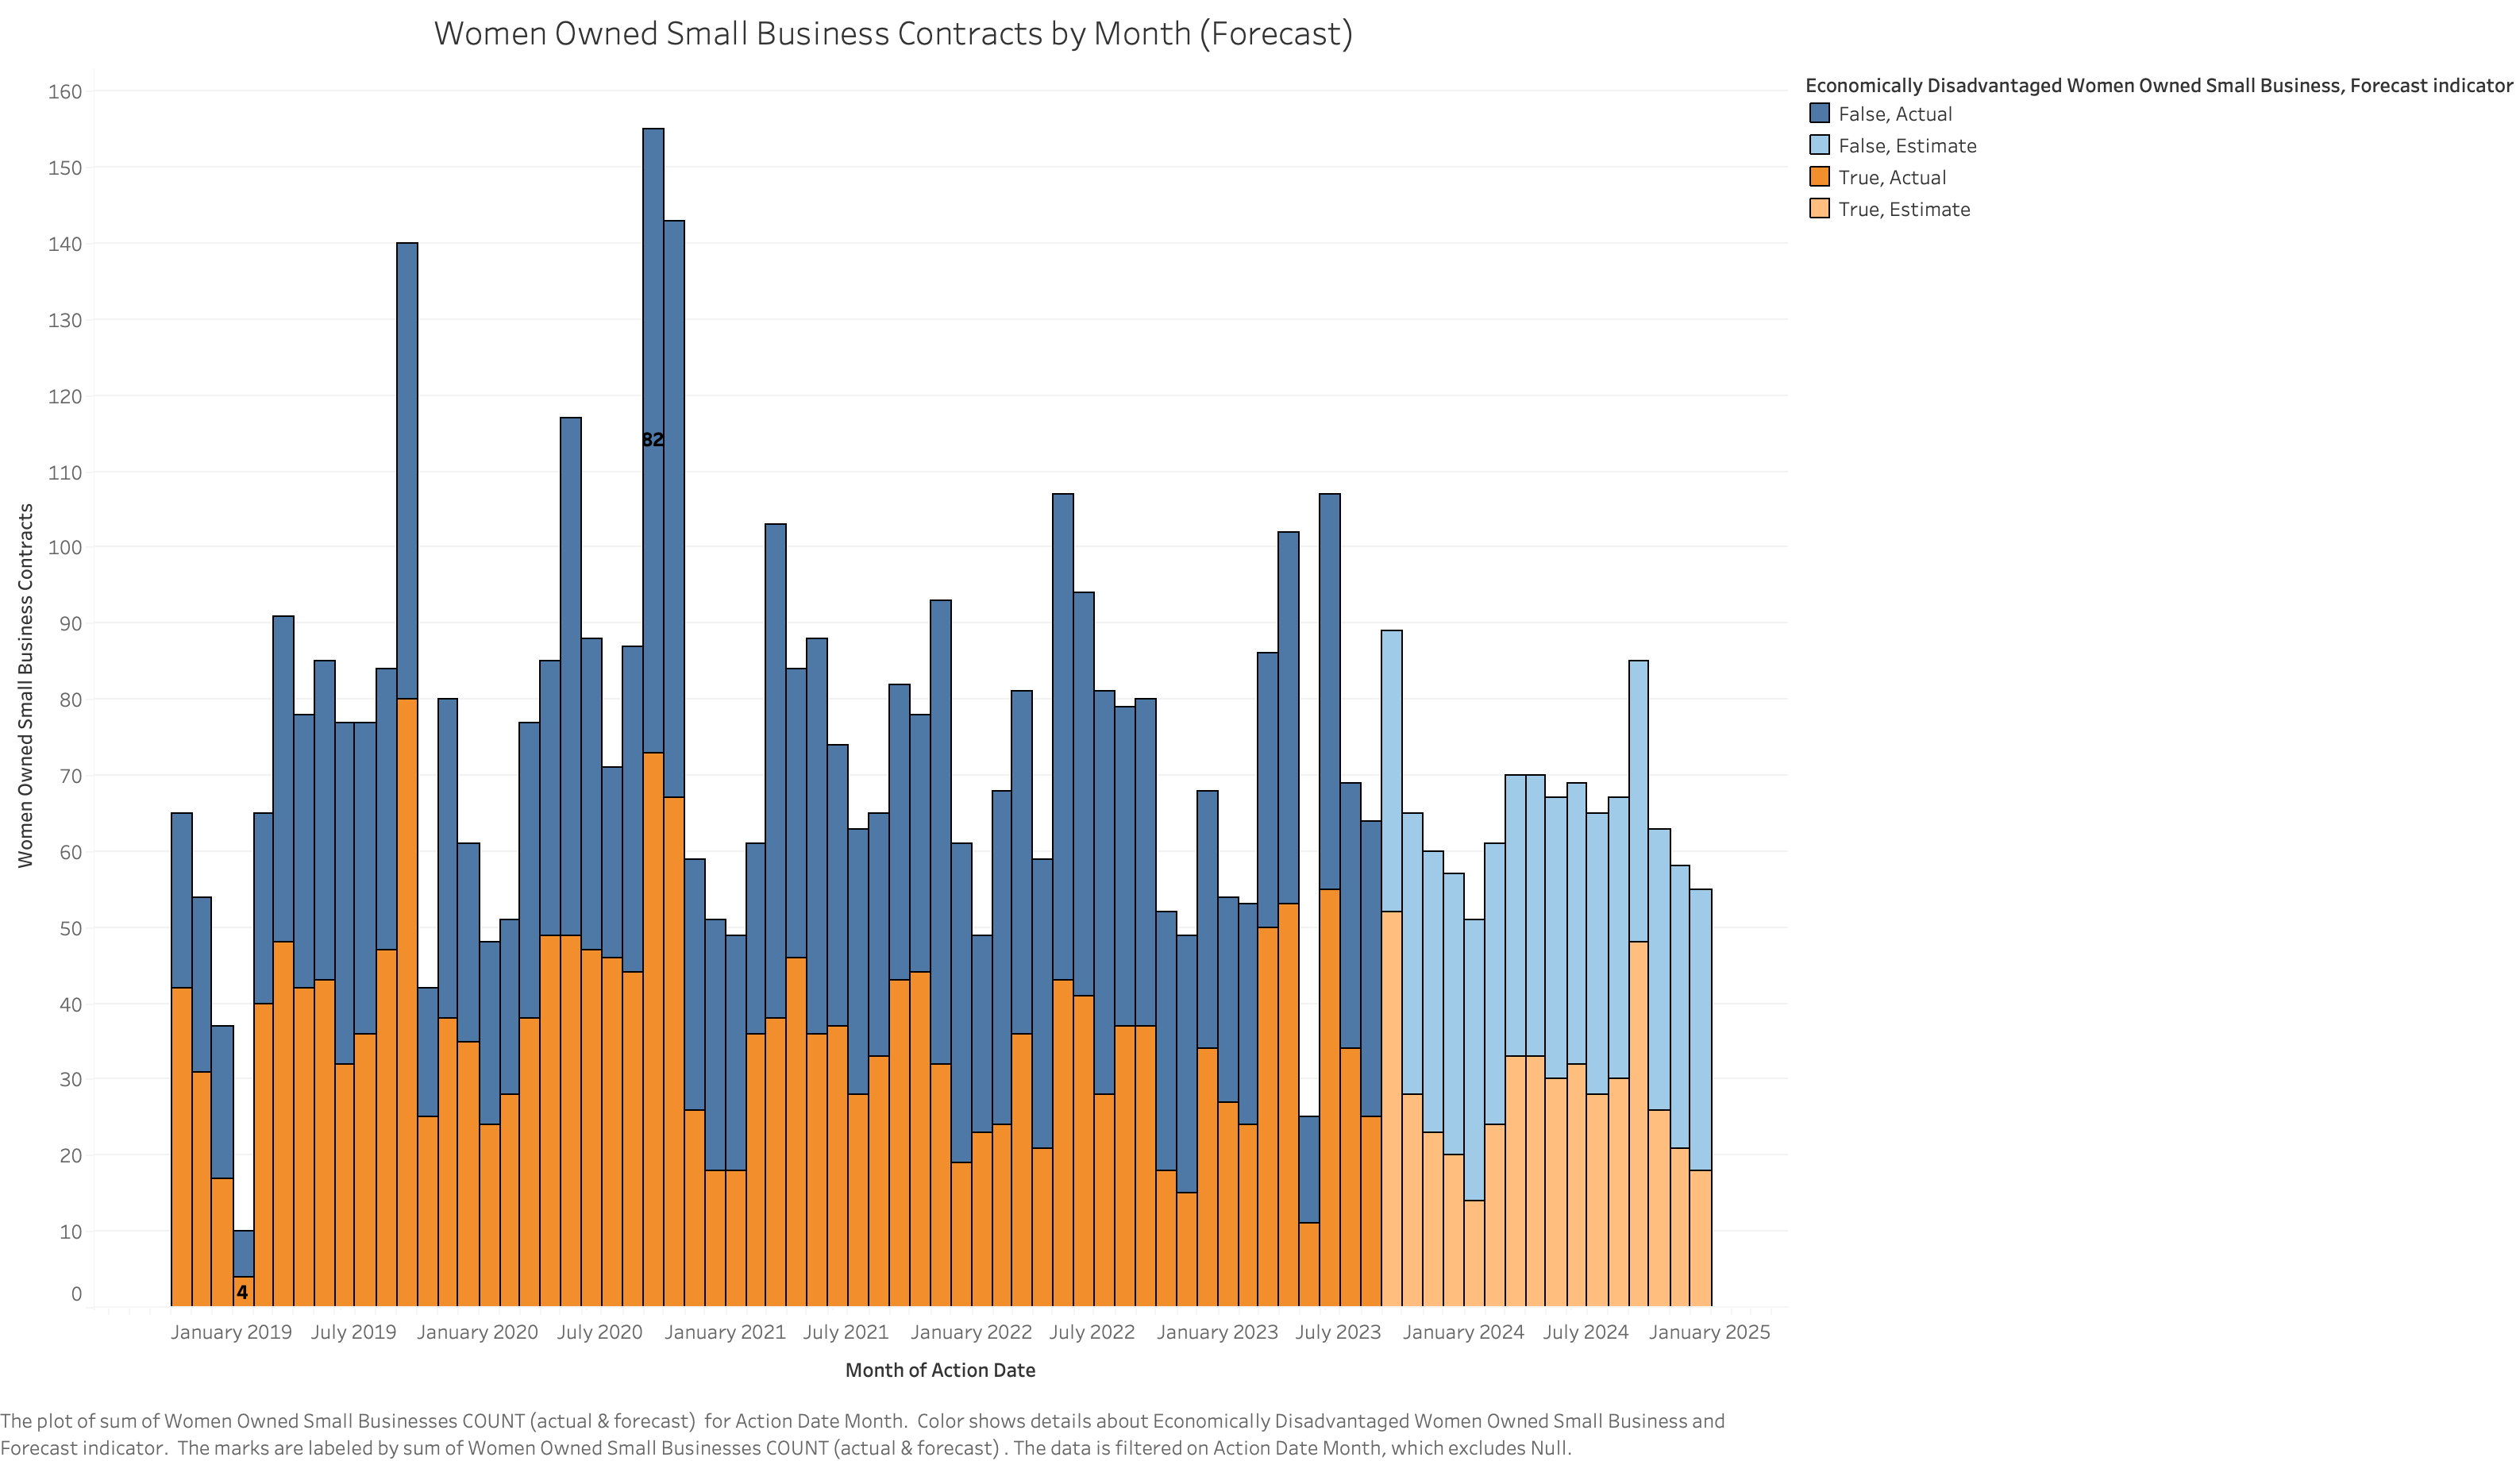 Women Owned Small Business Contracts by Month (Forecast)
Economically Disadvantaged Women Owned Small Business, Forecast indicator
False, Actual
False, Estimate
True, Actual
True, Estimate
Women Owned Small Business Contracts
160
150
140
130
120
110
100
90
80
70
60
50
40
30
20
10
0
82
4
January 2019
July 2019
January 2020
July 2020
January 2021
July 2021
January 2022
July 2022
January 2023
July 2023
January 2024
July 2024
January 2025
Month of Action Date
The plot of sum of Women Owned Small Businesses COUNT (actual & forecast)  for Action Date Month.  Color shows details about Economically Disadvantaged Women Owned Small Business and
Forecast indicator.  The marks are labeled by sum of Women Owned Small Businesses COUNT (actual & forecast) . The data is filtered on Action Date Month, which excludes Null.